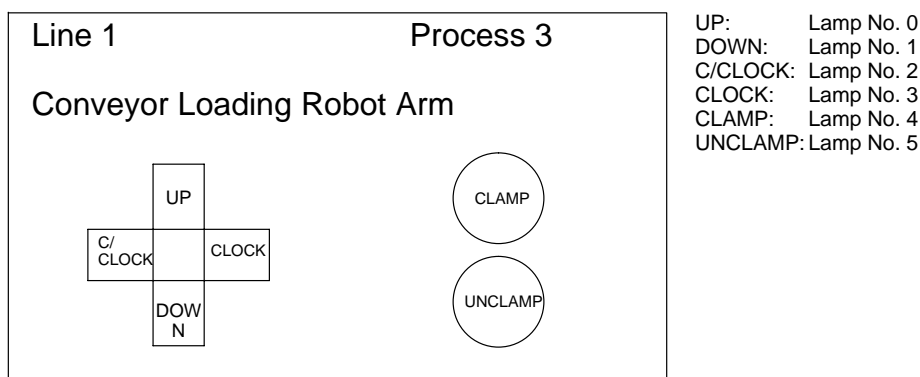 Line 1 Process 3
Conveyor Loading Robot Arm
UP
C/
CLOCK
CLOCK
DOW
N
CLAMP
UNCLAMP
UP: Lamp No. 0
DOWN: Lamp No. 1
C/CLOCK: Lamp No. 2
CLOCK: Lamp No. 3
CLAMP: Lamp No. 4
UNCLAMP: Lamp No. 5